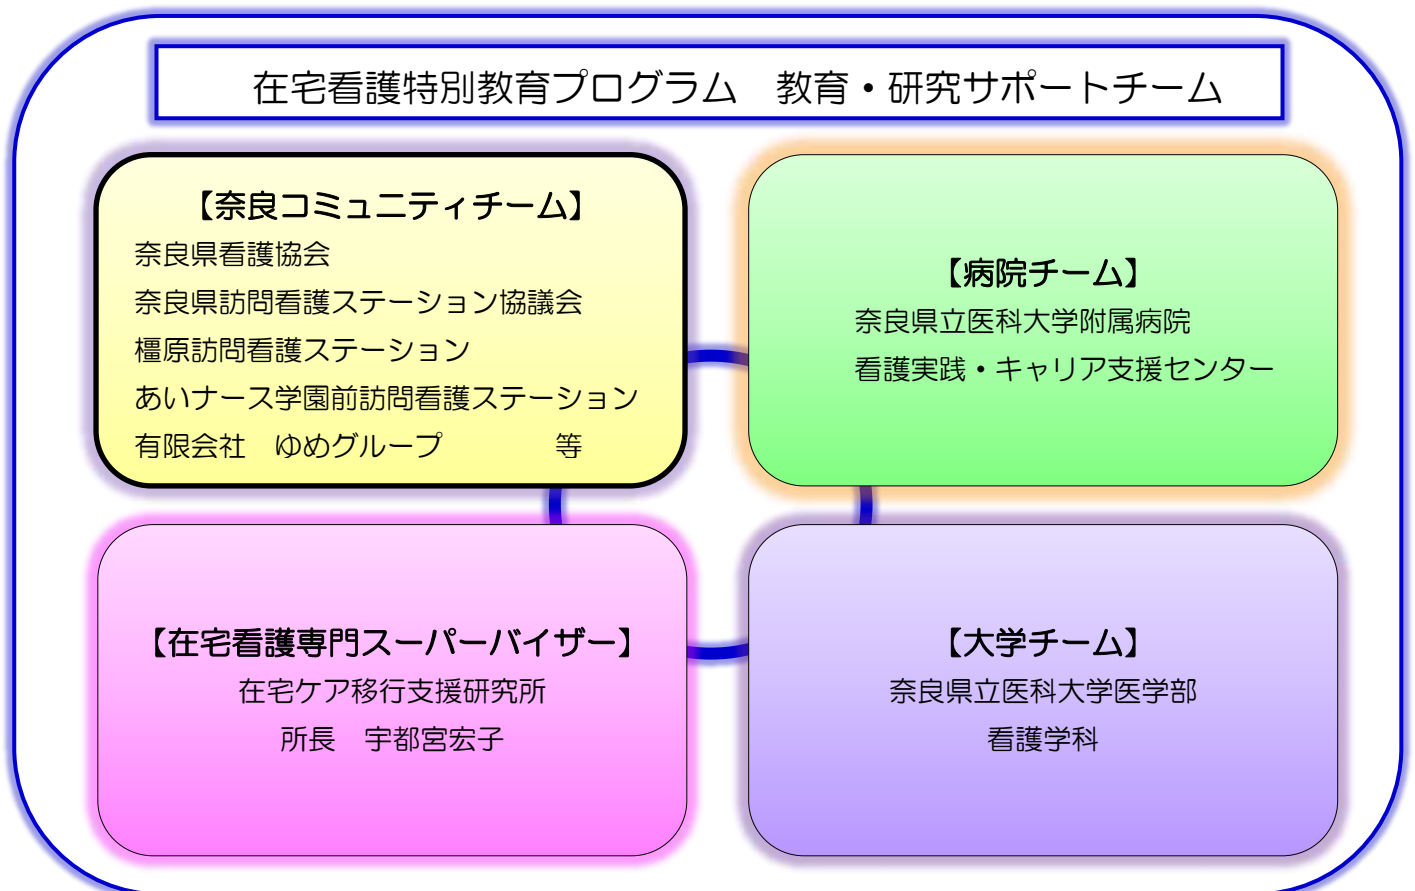 在宅看護特別教育プログラム　教育・研究サポートチーム
【奈良コミュニティチーム】
奈良県看護協会
奈良県訪問看護ステーション協議会
橿原訪問看護ステーション
あいナース学園前訪問看護ステーション
有限会社　ゆめグループ　　　　等
【病院チーム】
奈良県立医科大学附属病院
看護実践・キャリア支援センター
【在宅看護専門スーパーバイザー】
在宅ケア移行支援研究所
所長　宇都宮宏子
【大学チーム】
奈良県立医科大学医学部
看護学科